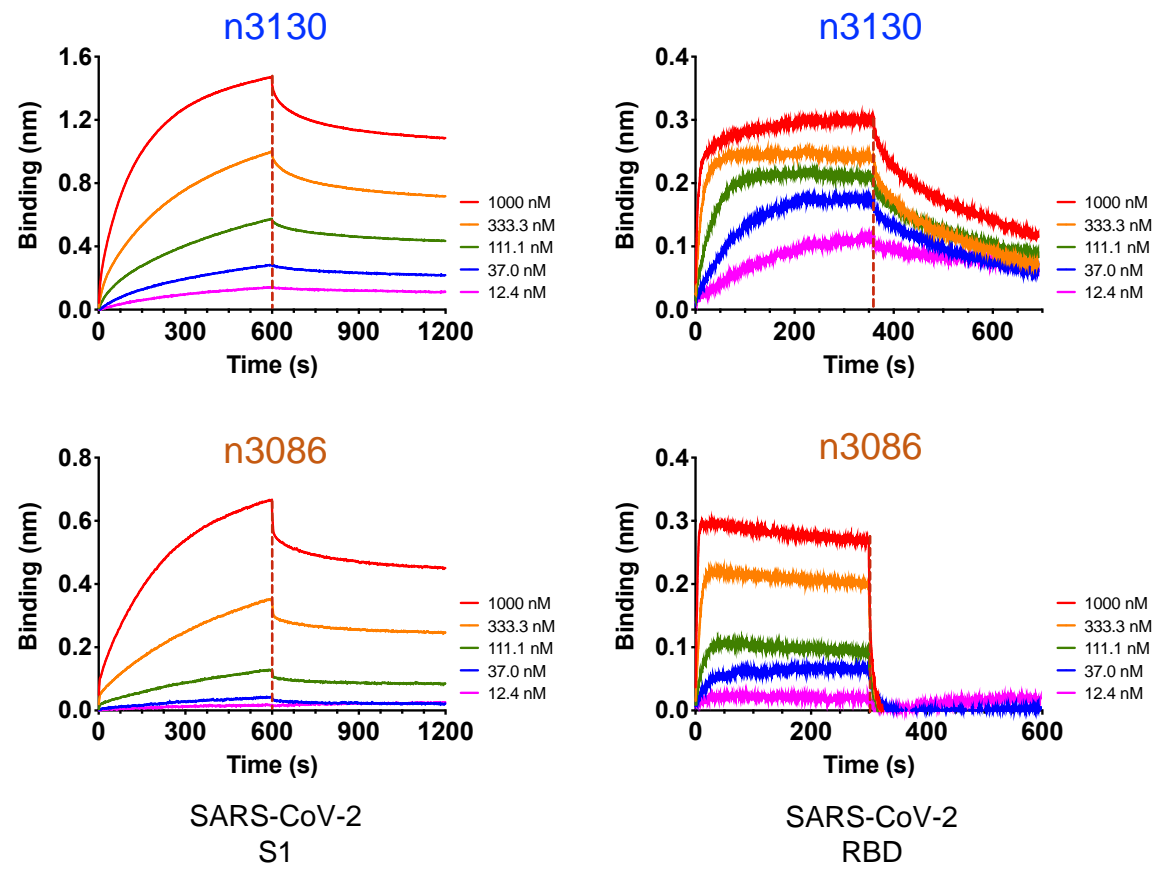 n3130
1.6
1.2
0.8
0.4
0.0
Binding (nm)
0 300 600 900 1200
Time (s)
1000 nM
333.3 nM
111.1 nM
37.0 nM
12.4 nM
n3130
0.4
0.3
0.2
0.1
0.0
Binding (nm)
0 200 400 600
Time (s)
1000 nM
333.3 nM
111.1 nM
37.0 nM
12.4 nM
n3086
0.8
0.6
0.4
0.2
0.0
Binding (nm)
0 300 600 900 1200
Time (s)
1000 nM
333.3 nM
111.1 nM
37.0 nM
12.4 nM
SARS-CoV-2
S1
n3086
0.4
0.3
0.2
0.1
0.0
Binding (nm)
0 200 400 600
Time (s)
1000 nM
333.3 nM
111.1 nM
37.0 nM
12.4 nM
SARS-CoV-2
RBD